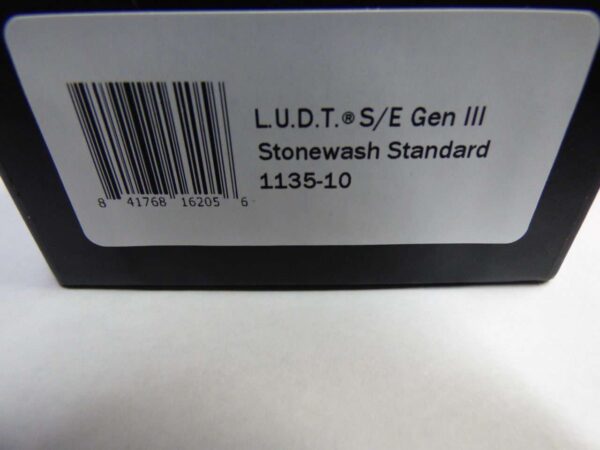 L.U.D.T.® S/E Gen III
Stonewash Standard
1135-10
8 41768 16205 6